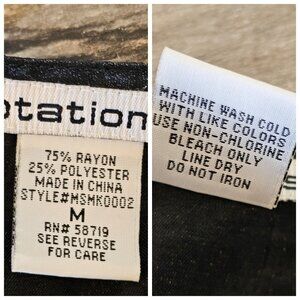 otation
75% RAYON
25% POLYESTER
MADE IN CHINA
STYLE#MSMK0002
M
RN# 58719
SEE REVERSE
FOR CARE
MACHINE WASH COLD
WITH LIKE COLORS
USE NON-CHLORINE
BLEACH ONLY
LINE DRY
DO NOT IRON